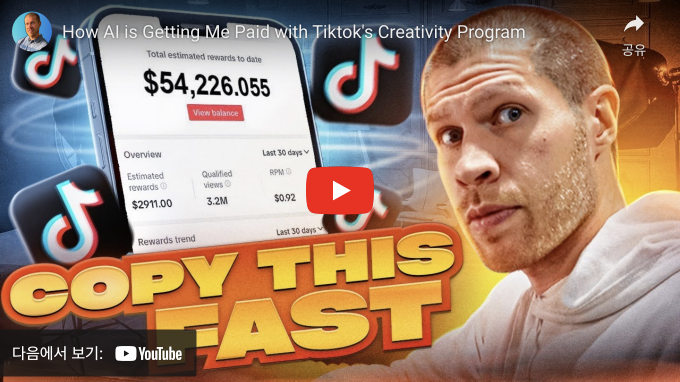 How AI is Getting Me Paid with Tiktok's Creativity Program
공유
Total estimated rewards to date
$54,226.055
View balance
Overview
Last 30 days
Estimated rewards
Qualified views
RPM
$2911.00
3.2M
$0.92
Rewards trend
Last 30 days
COPY THIS
FAST
다음에서 보기:
YouTube